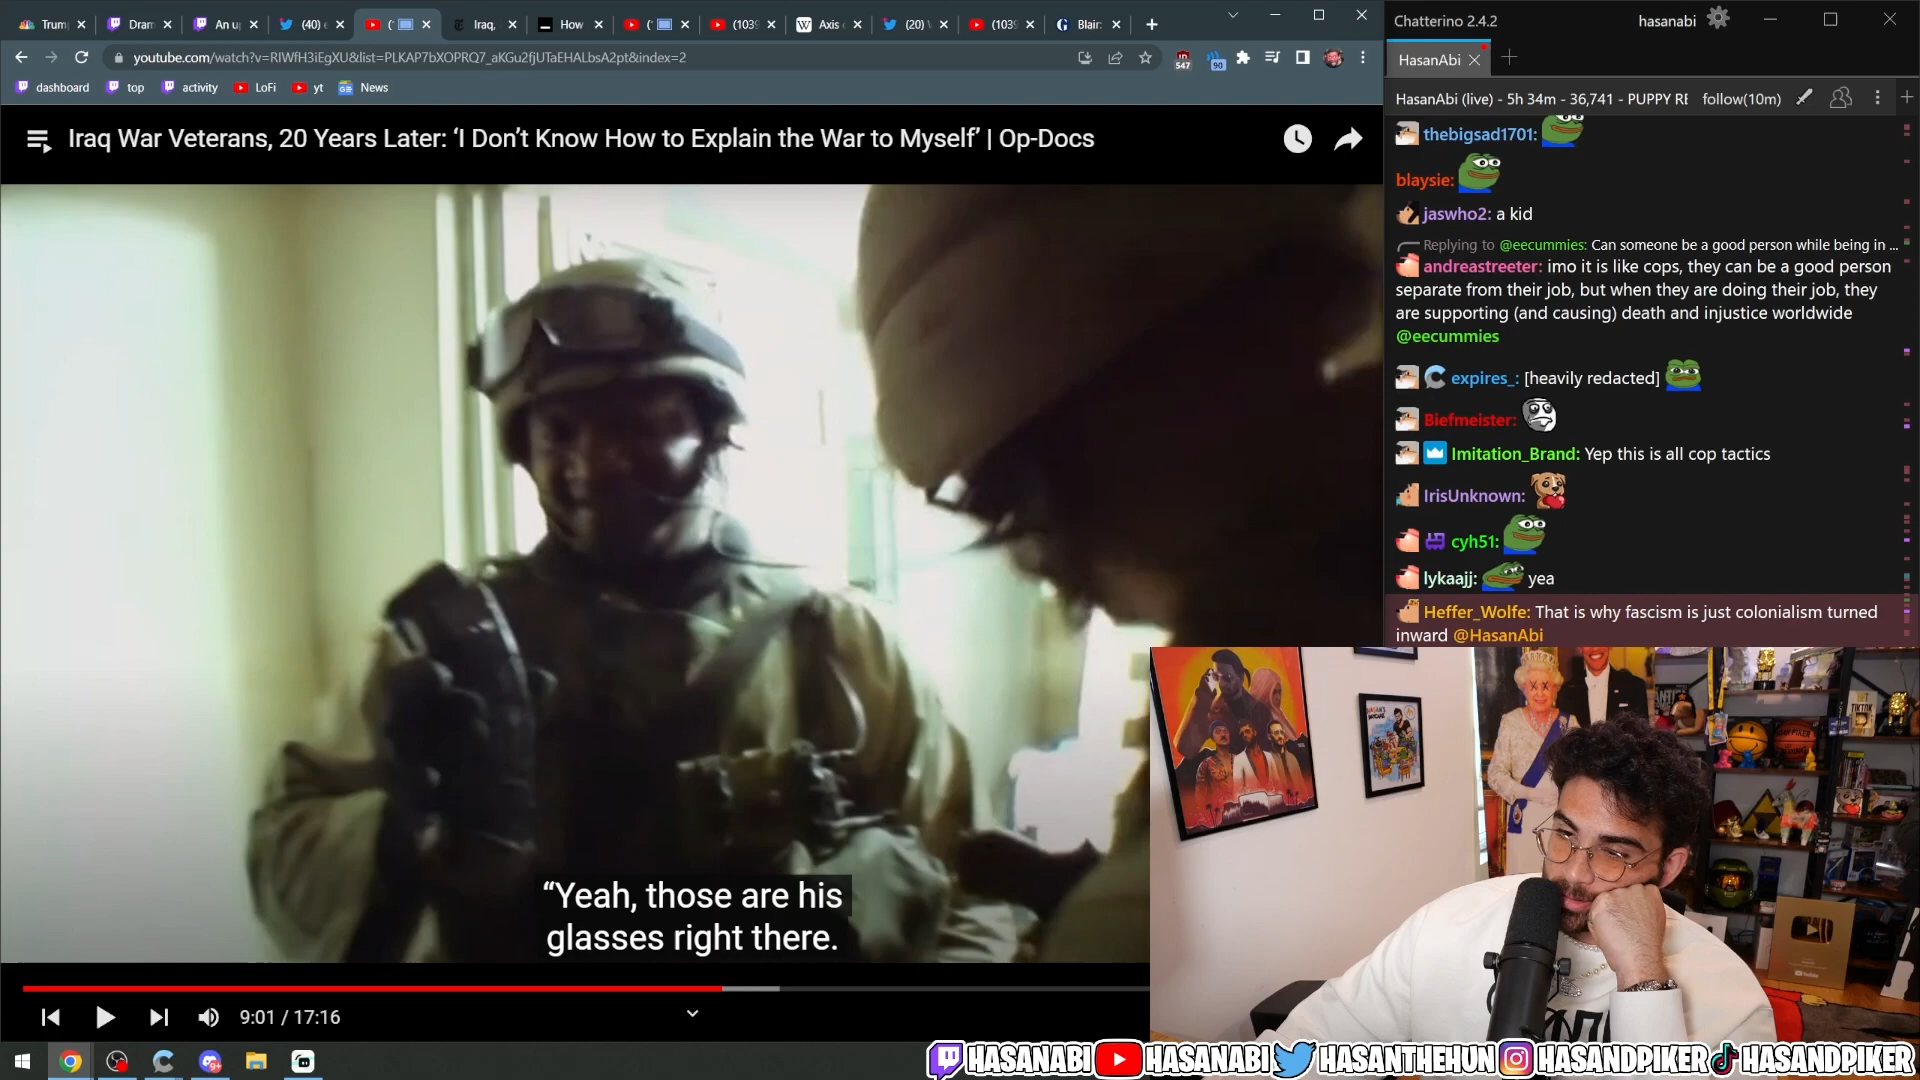 Trump
Dram
An u
(40)
(
Iraq,
How
(
(1039
Axis
(20)
(1039
Blair:
youtube.com/watch?v=RIWfH3iEgXU&list=PLKAP7bXOPRQ7_aKGu2fjUTaEHALbsA2pt&index=2
547
90
dashboard
top
activity
LoFi
yt
News
Iraq War Veterans, 20 Years Later: ‘I Don’t Know How to Explain the War to Myself’ | Op-Docs
“Yeah, those are his
glasses right there.
9:01 / 17:16
Chatterino 2.4.2
hasanabi
HasanAbi
HasanAbi (live) - 5h 34m - 36,741 - PUPPY RE
follow(10m)
thebigsad1701:
blaysie:
jaswho2: a kid
Replying to @eecummies: Can someone be a good person while being in ...
andreastreeter: imo it is like cops, they can be a good person
separate from their job, but when they are doing their job, they
are supporting (and causing) death and injustice worldwide
@eecummies
expires_: [heavily redacted]
Biefmeister:
Imitation_Brand: Yep this is all cop tactics
IrisUnknown:
cyh51:
lykaajj: yea
Heffer_Wolfe: That is why fascism is just colonialism turned
inward @HasanAbi
TIKTOK
HASANABI HASANABI HASANTHEHUN HASANDPIKER HASANDPIKER